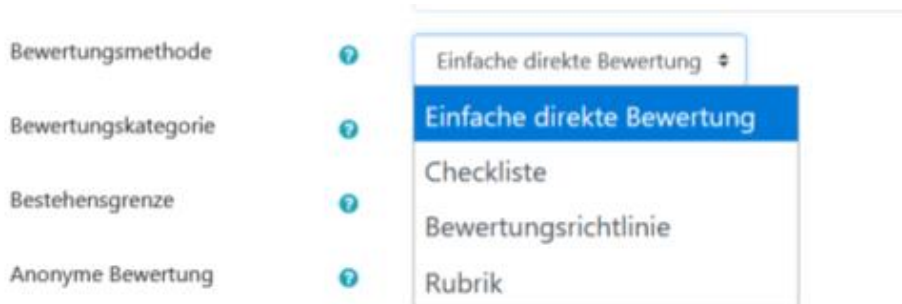 Bewertungsmethode
Einfache direkte Bewertung
Einfache direkte Bewertung
Bewertungskategorie
Checkliste
Bestehensgrenze
Bewertungsrichtlinie
Anonyme Bewertung
Rubrik